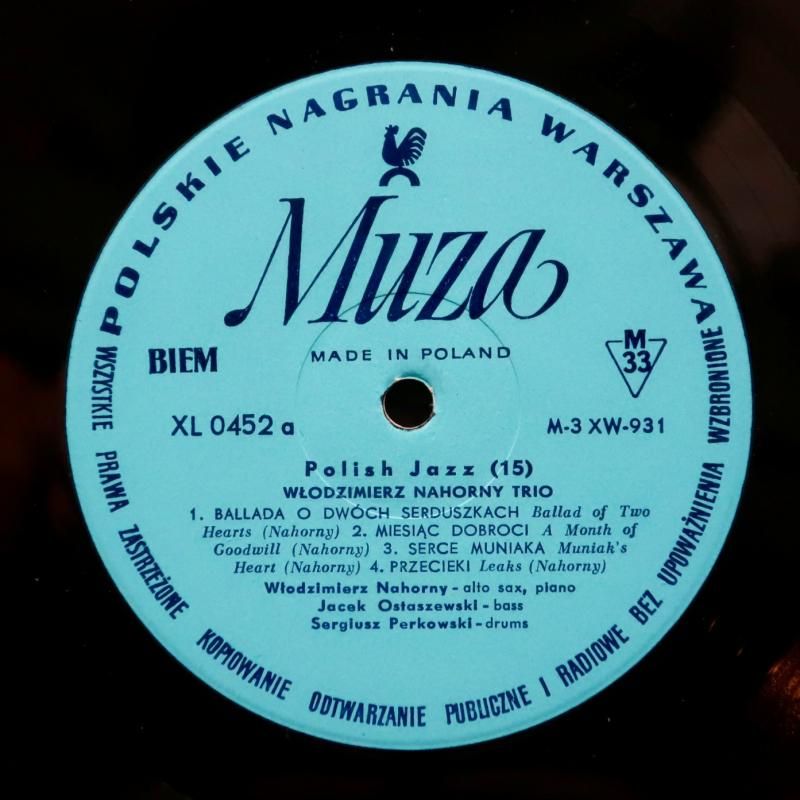 POLSKIE NAGRANIA WARSZAWA
Muza
MADE IN POLAND
BIEM
M
33
XL 0452 a
M-3 XW-931
Polish Jazz (15)
WŁODZIMIERZ NAHORNY TRIO
1. BALLADA O DWÓCH SERDUSZKACH Ballad of Two
Hearts (Nahorny) 2. MIESIĄC DOBROCI A Month of
Goodwill (Nahorny) 3. SERCE MUNIAKA Muniak's
Heart (Nahorny) 4. PRZECIEKI Leaks (Nahorny)
Włodzimierz Nahorny - alto sax, piano
Jacek Ostaszewski - bass
Sergiusz Perkowski - drums
WSZYSTKIE PRAWA ZASTRZEŻONE KOPIOWANIE ODTWARZANIE PUBLICZNE I RADIOWE BEZ UPOWAŻNIENIA WZBRONIONE